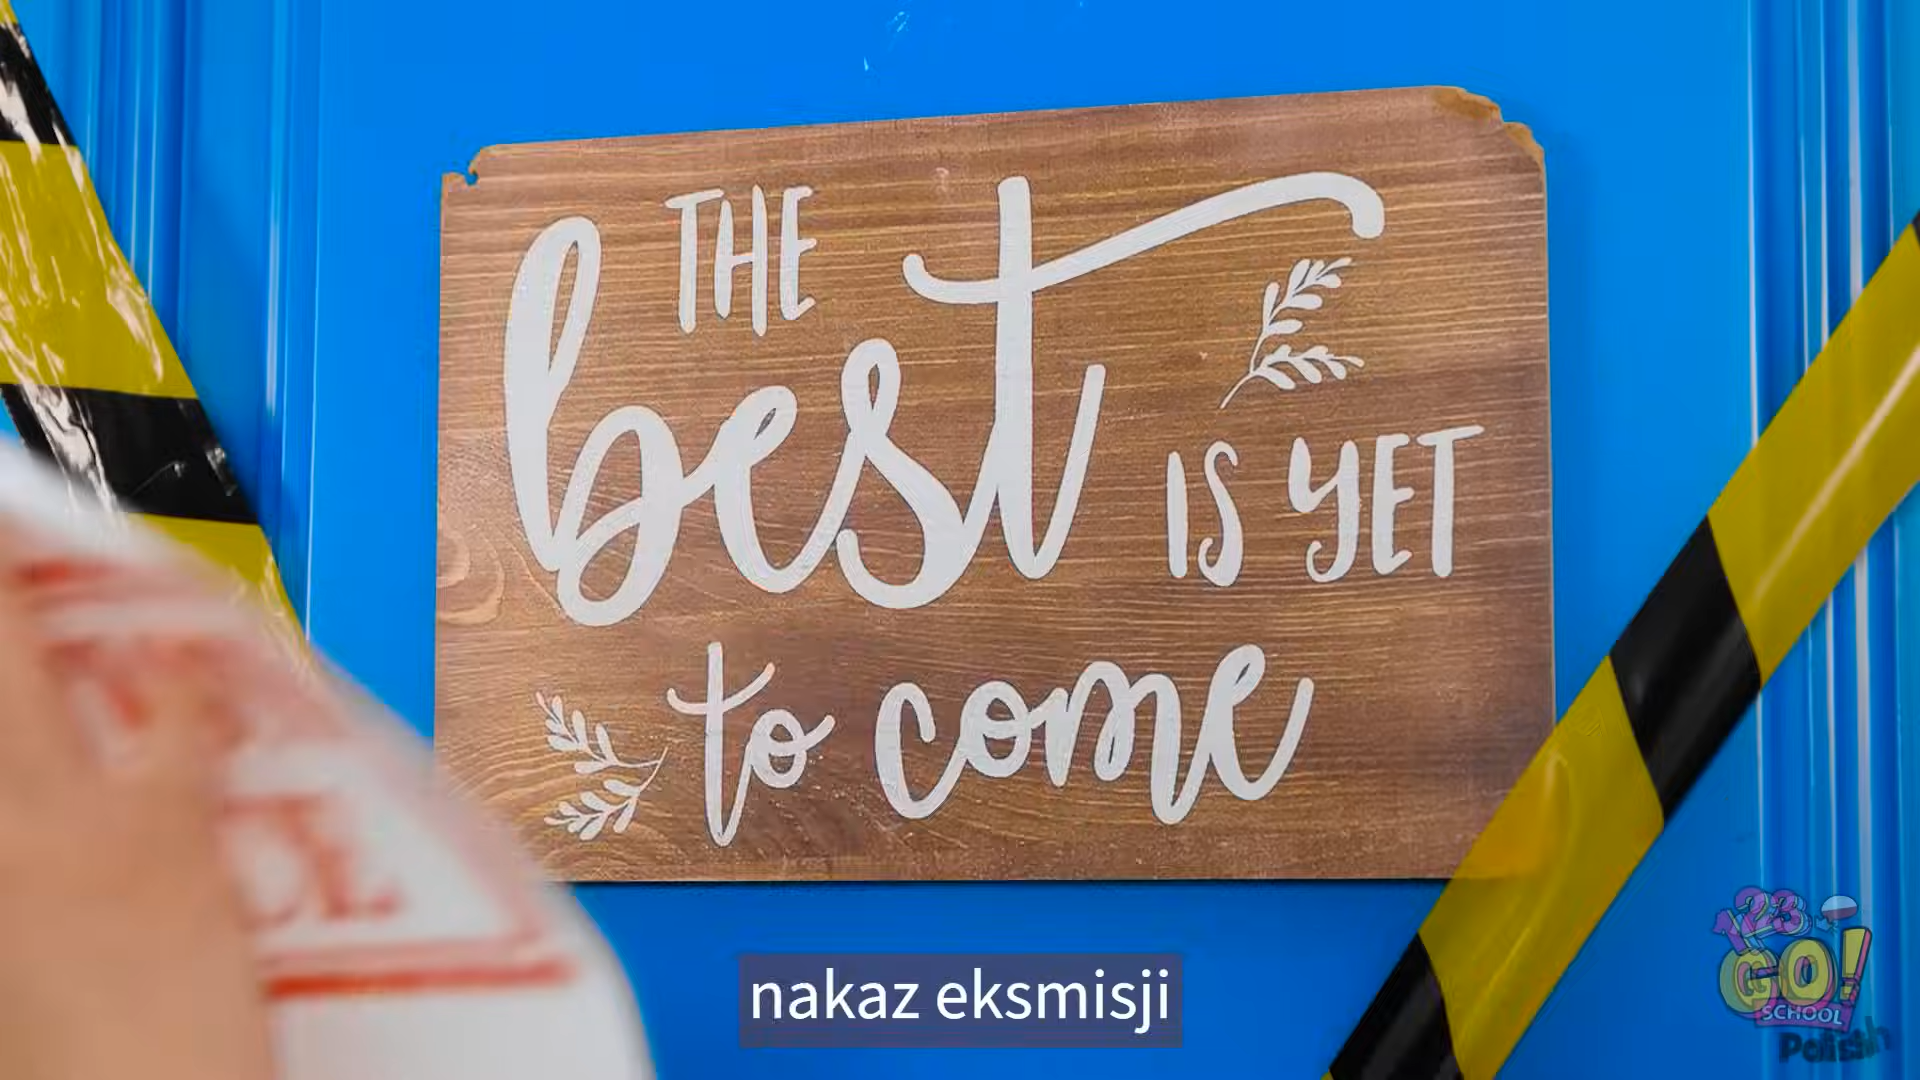 THE
best
IS YET
to come
nakaz eksmisji
123
GO!
SCHOOL
Polish